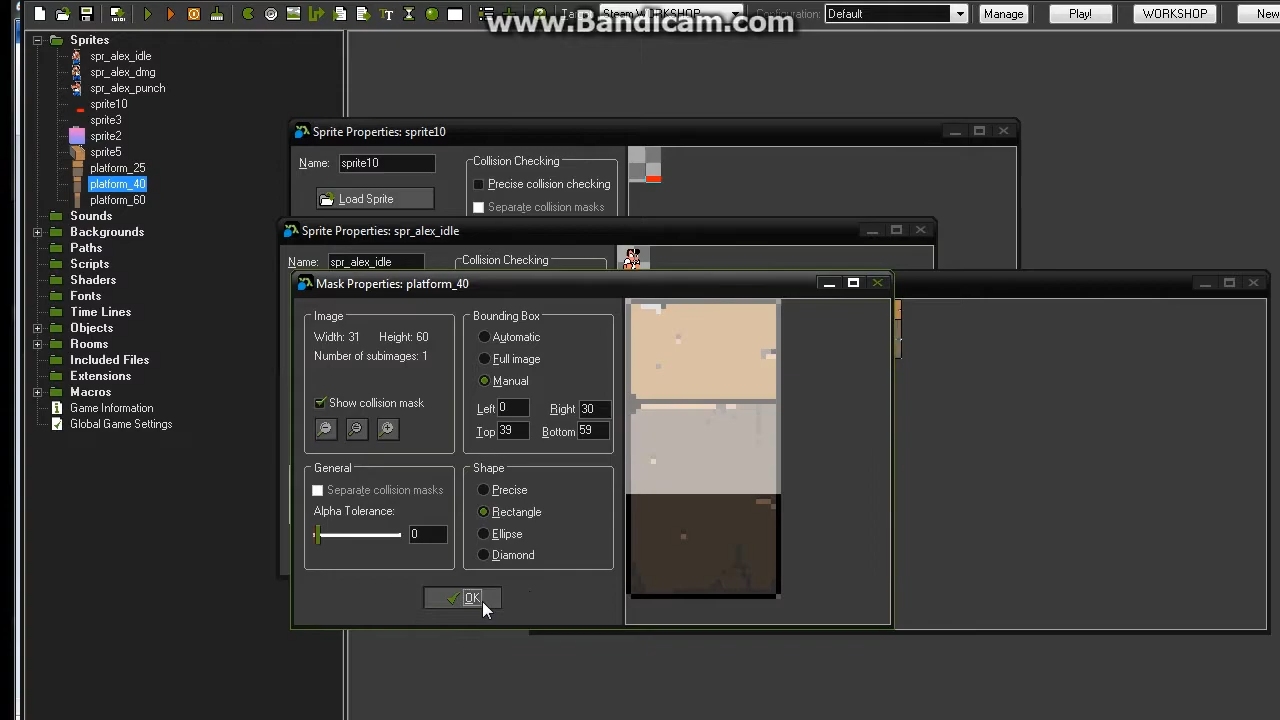 www.Bandicam.com
Steam WORKSHOP
Default
Manage
Play!
WORKSHOP
New
Sprites
spr_alex_idle
spr_alex_dmg
spr_alex_punch
sprite10
sprite3
sprite2
sprite5
platform_25
platform_40
platform_60
Sounds
Backgrounds
Paths
Scripts
Shaders
Fonts
Time Lines
Objects
Rooms
Included Files
Extensions
Macros
Game Information
Global Game Settings
Sprite Properties: sprite10
Name: sprite10
Load Sprite
Collision Checking
Precise collision checking
Separate collision masks
Sprite Properties: spr_alex_idle
Name: spr_alex_idle
Collision Checking
Mask Properties: platform_40
Image
Width: 31 Height: 60
Number of subimages: 1
Show collision mask
General
Separate collision masks
Alpha Tolerance:
0
Bounding Box
Automatic
Full image
Manual
Left 0 Right 30
Top 39 Bottom 59
Shape
Precise
Rectangle
Ellipse
Diamond
OK